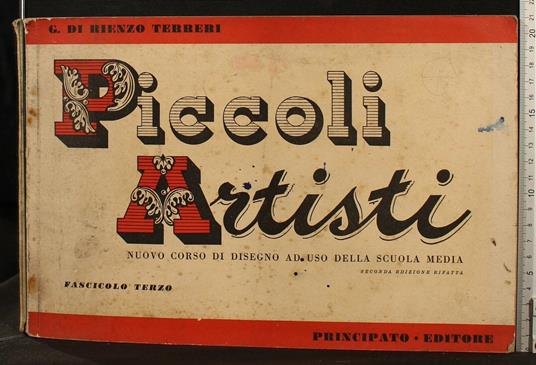 G. DI RIENZO TERRERI
Piccoli
Artisti
NUOVO CORSO DI DISEGNO AD USO DELLA SCUOLA MEDIA
SECONDA EDIZIONE RIFATTA
FASCICOLO TERZO
PRINCIPATO · EDITORE